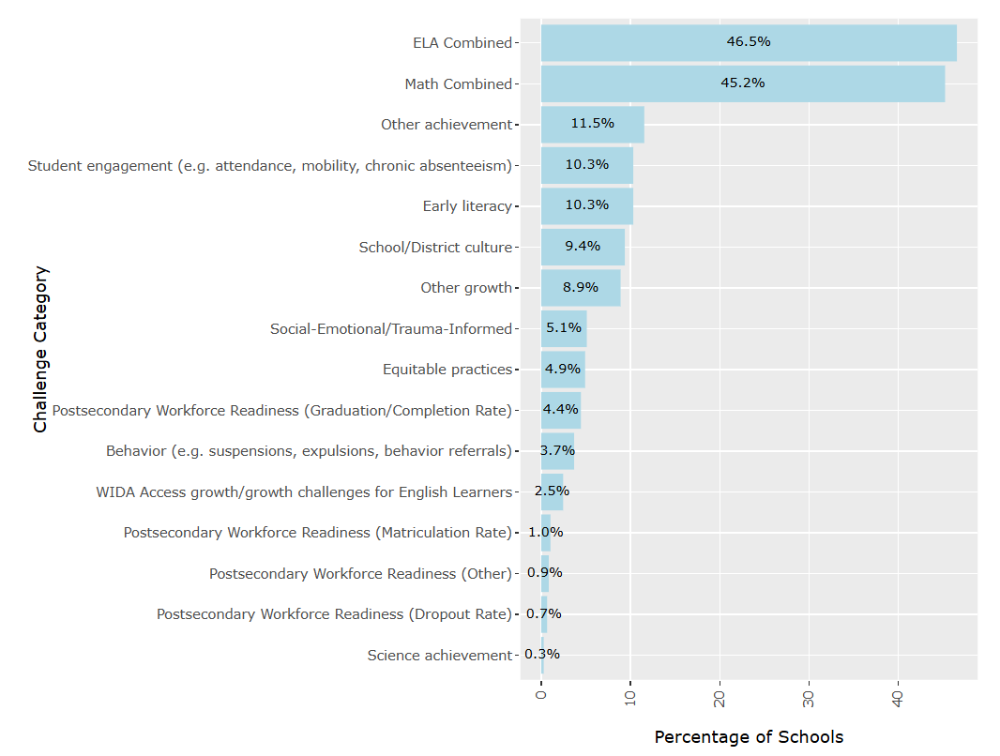 ELA Combined 46.5%
Math Combined 45.2%
Other achievement 11.5%
Student engagement (e.g. attendance, mobility, chronic absenteeism) 10.3%
Early literacy 10.3%
School/District culture 9.4%
Other growth 8.9%
Social-Emotional/Trauma-Informed 5.1%
Equitable practices 4.9%
Postsecondary Workforce Readiness (Graduation/Completion Rate) 4.4%
Behavior (e.g. suspensions, expulsions, behavior referrals) 3.7%
WIDA Access growth/growth challenges for English Learners 2.5%
Postsecondary Workforce Readiness (Matriculation Rate) 1.0%
Postsecondary Workforce Readiness (Other) 0.9%
Postsecondary Workforce Readiness (Dropout Rate) 0.7%
Science achievement 0.3%
Challenge Category
0 10 20 30 40
Percentage of Schools